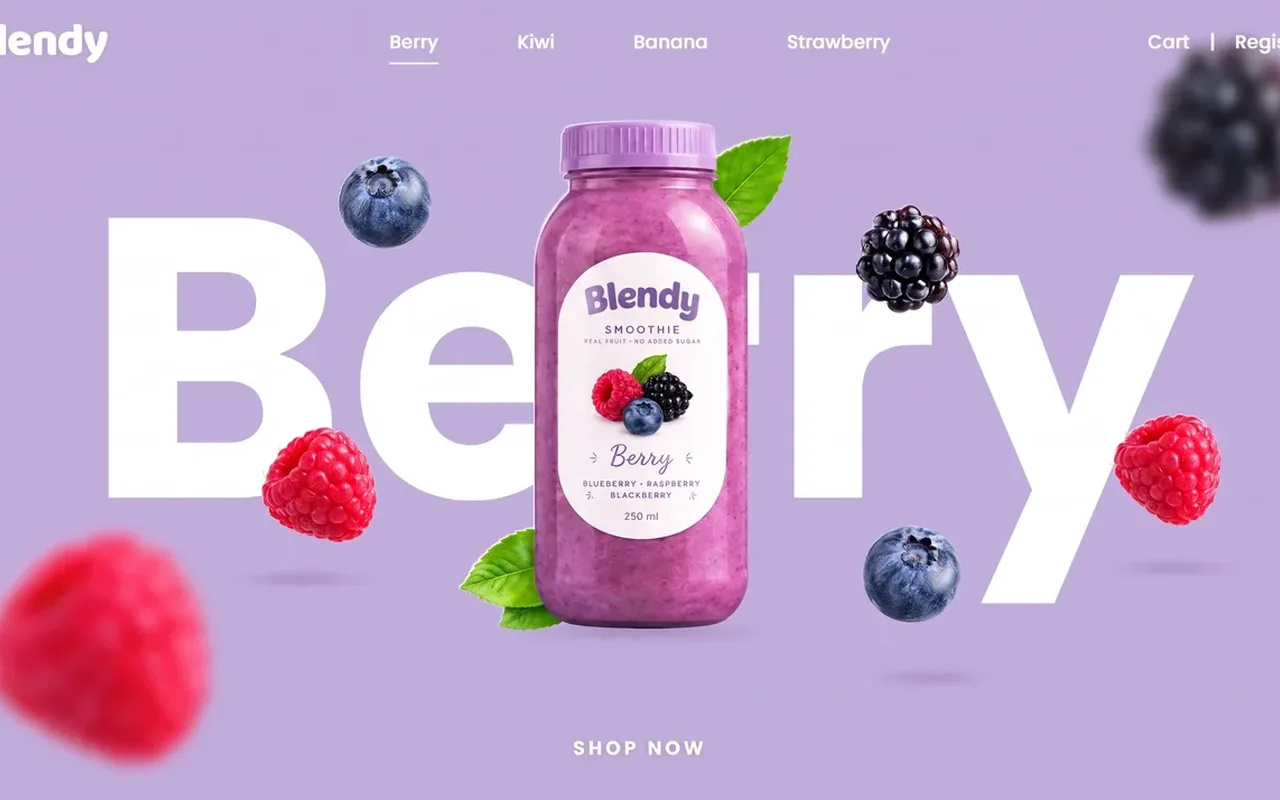 lendy
Berry Kiwi Banana Strawberry
Cart | Regis
Berry
Blendy
SMOOTHIE
REAL FRUIT • NO ADDED SUGAR
Berry
BLUEBERRY • RASPBERRY
BLACKBERRY
250 ml
SHOP NOW